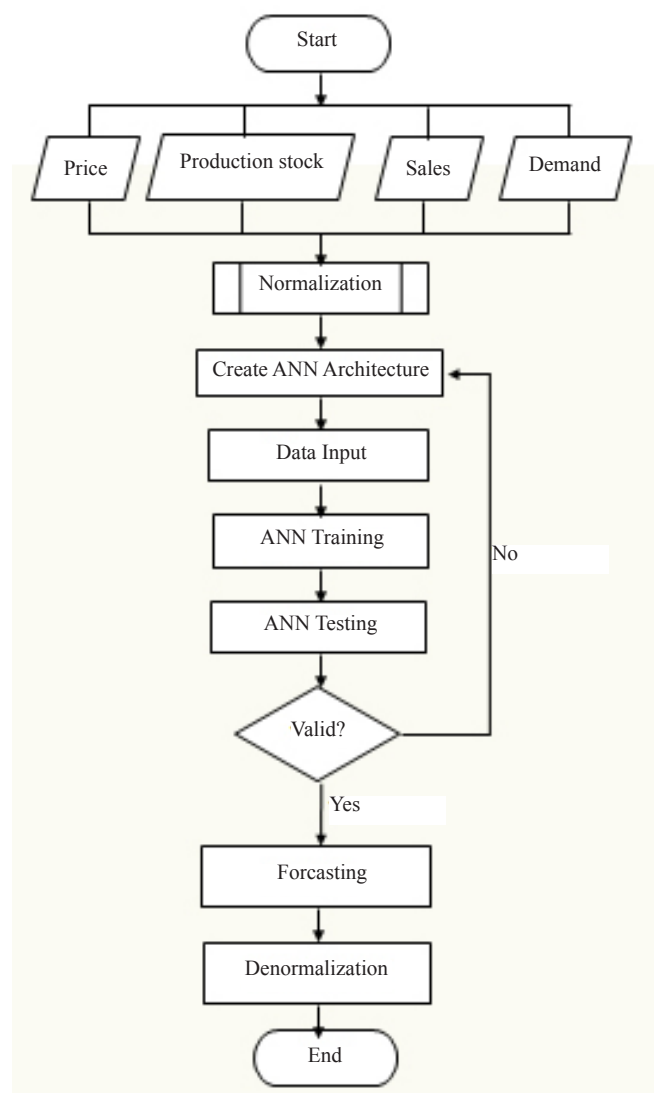 Start
Price
Production stock
Sales
Demand
Normalization
Create ANN Architecture
Data Input
ANN Training
No
ANN Testing
Valid?
Yes
Forcasting
Denormalization
End